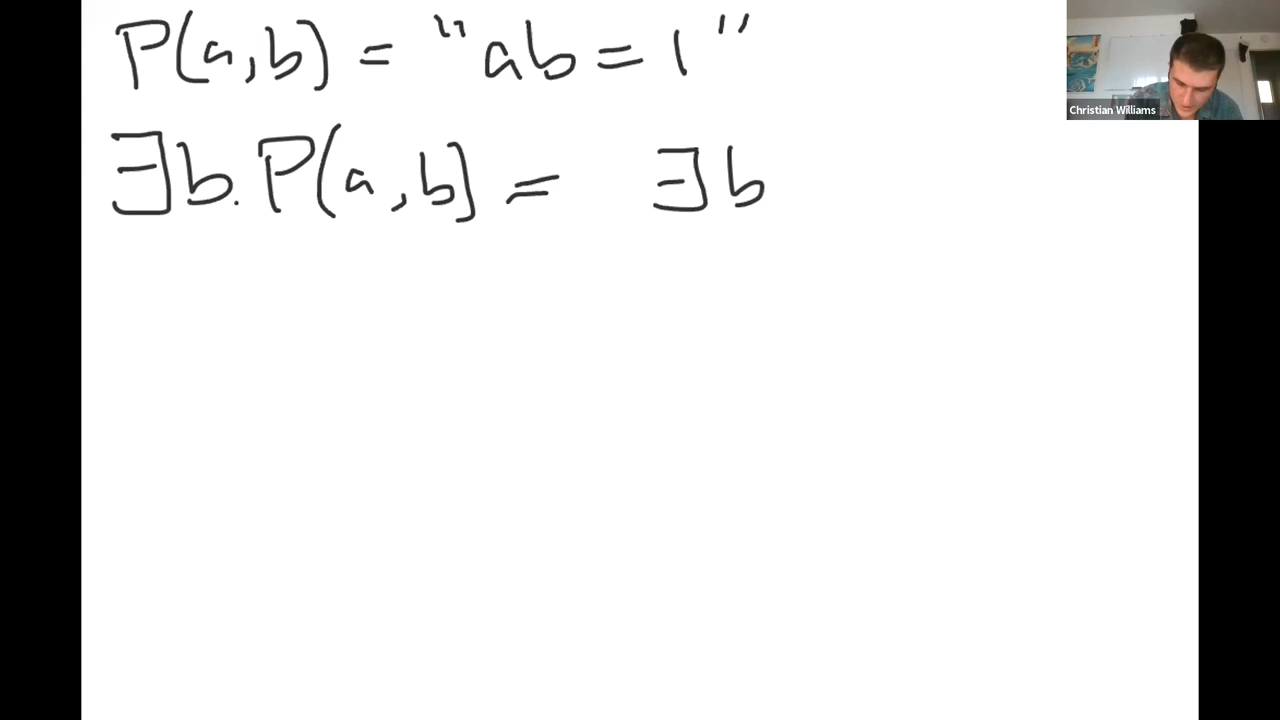 P(a,b) = "ab = 1"
∃b. P(a,b) = ∃b
Christian Williams